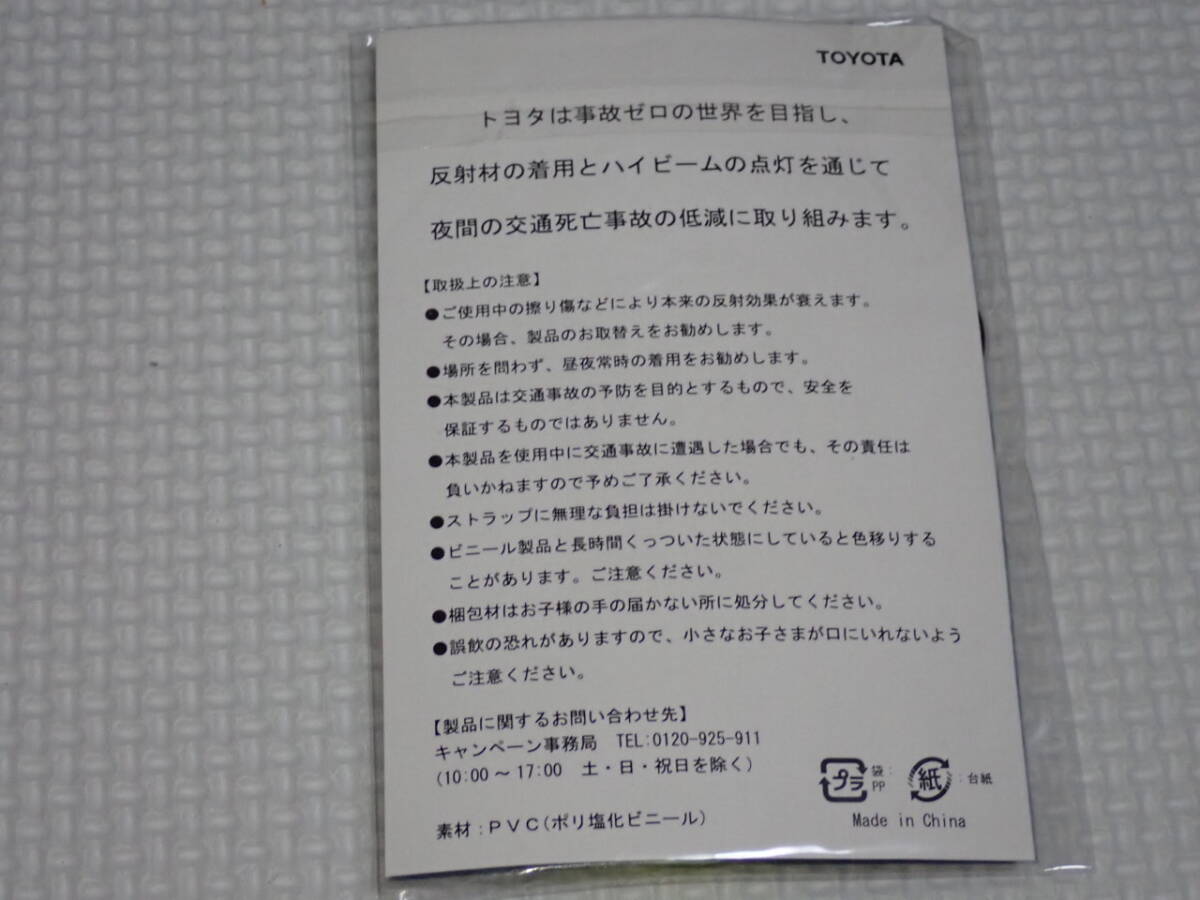 TOYOTA
トヨタは事故ゼロの世界を目指し、
反射材の着用とハイビームの点灯を通じて
夜間の交通死亡事故の低減に取り組みます。
【取扱上の注意】
●ご使用中の擦り傷などにより本来の反射効果が衰えます。
その場合、製品のお取替えをお勧めします。
●場所を問わず、昼夜常時の着用をお勧めします。
●本製品は交通事故の予防を目的とするもので、安全を
保証するものではありません。
●本製品を使用中に交通事故に遭遇した場合でも、その責任は
負いかねますので予めご了承ください。
●ストラップに無理な負担は掛けないでください。
●ビニール製品と長時間くっついた状態にしていると色移りする
ことがあります。ご注意ください。
●梱包材はお子様の手の届かない所に処分してください。
●誤飲の恐れがありますので、小さなお子さまが口にいれないよう
ご注意ください。
【製品に関するお問い合わせ先】
キャンペーン事務局 TEL:0120-925-911
(10:00～17:00 土・日・祝日を除く)
プラ 袋:PP 紙 :台紙
素材:PVC(ポリ塩化ビニール)
Made in China